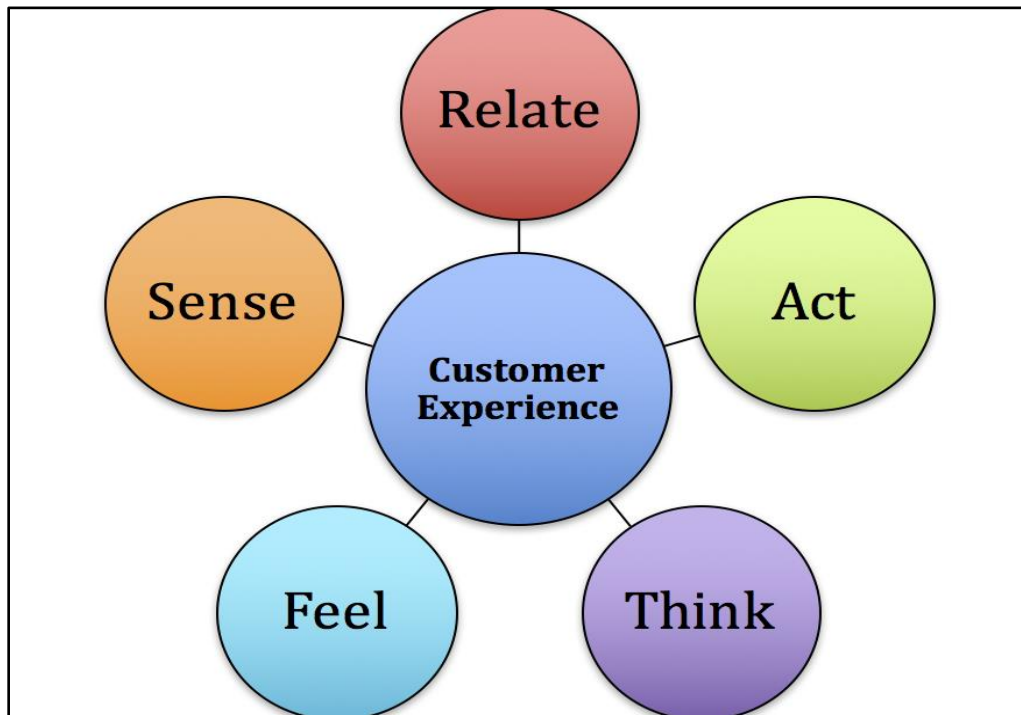 Relate
Sense
Act
Customer
Experience
Feel
Think